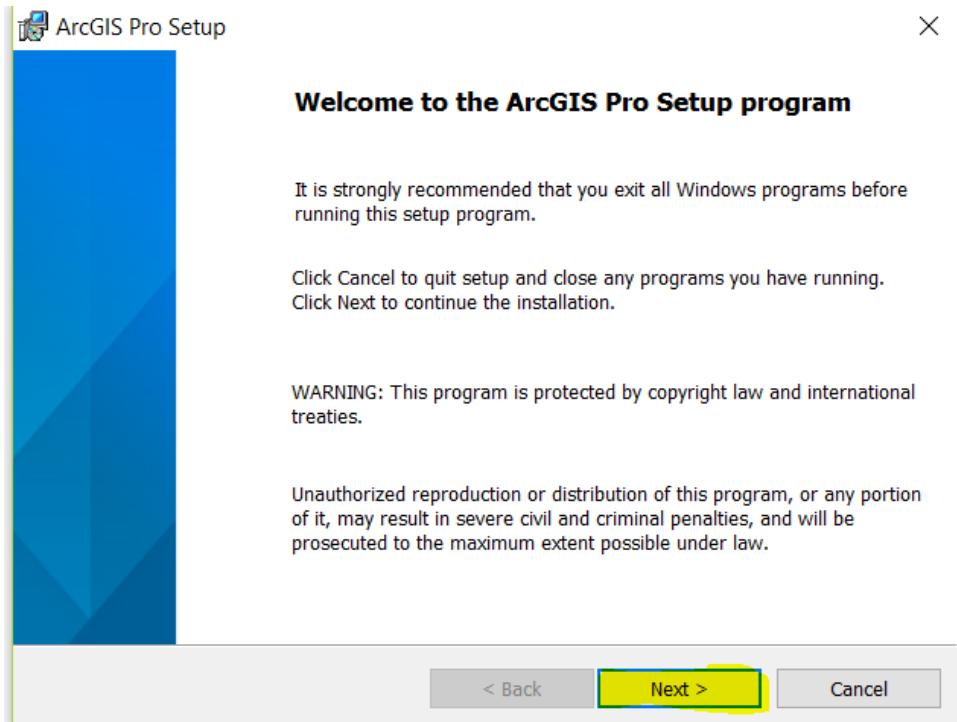 ArcGIS Pro Setup
Welcome to the ArcGIS Pro Setup program
It is strongly recommended that you exit all Windows programs before
running this setup program.
Click Cancel to quit setup and close any programs you have running.
Click Next to continue the installation.
WARNING: This program is protected by copyright law and international
treaties.
Unauthorized reproduction or distribution of this program, or any portion
of it, may result in severe civil and criminal penalties, and will be
prosecuted to the maximum extent possible under law.
< Back Next > Cancel